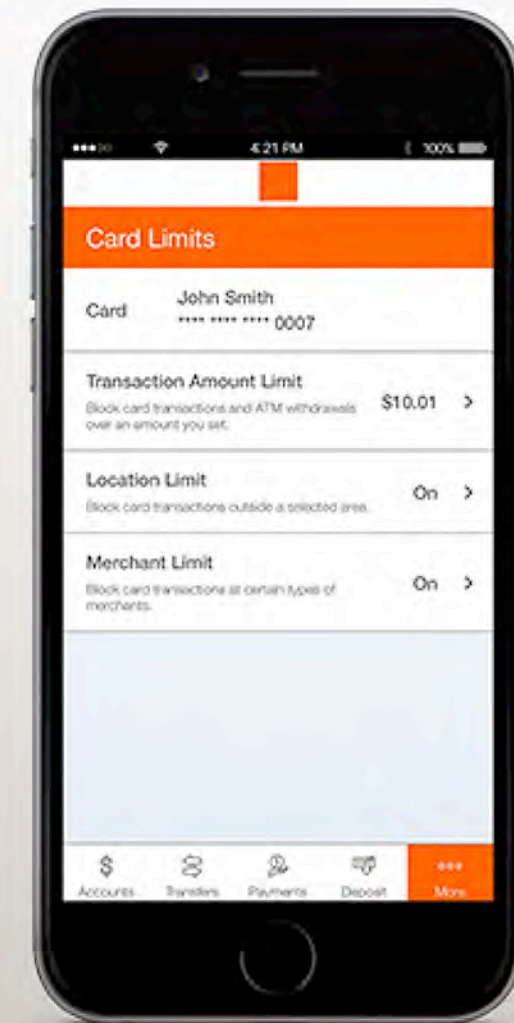 4:21 PM
100%
Card Limits
Card
John Smith
**** **** **** 0007
Transaction Amount Limit
Block card transactions and ATM withdrawals
over an amount you set.
$10.01 >
Location Limit
Block card transactions outside a selected area.
On >
Merchant Limit
Block card transactions at certain types of
merchants.
On >
Accounts
Transfers
Payments
Deposit
More